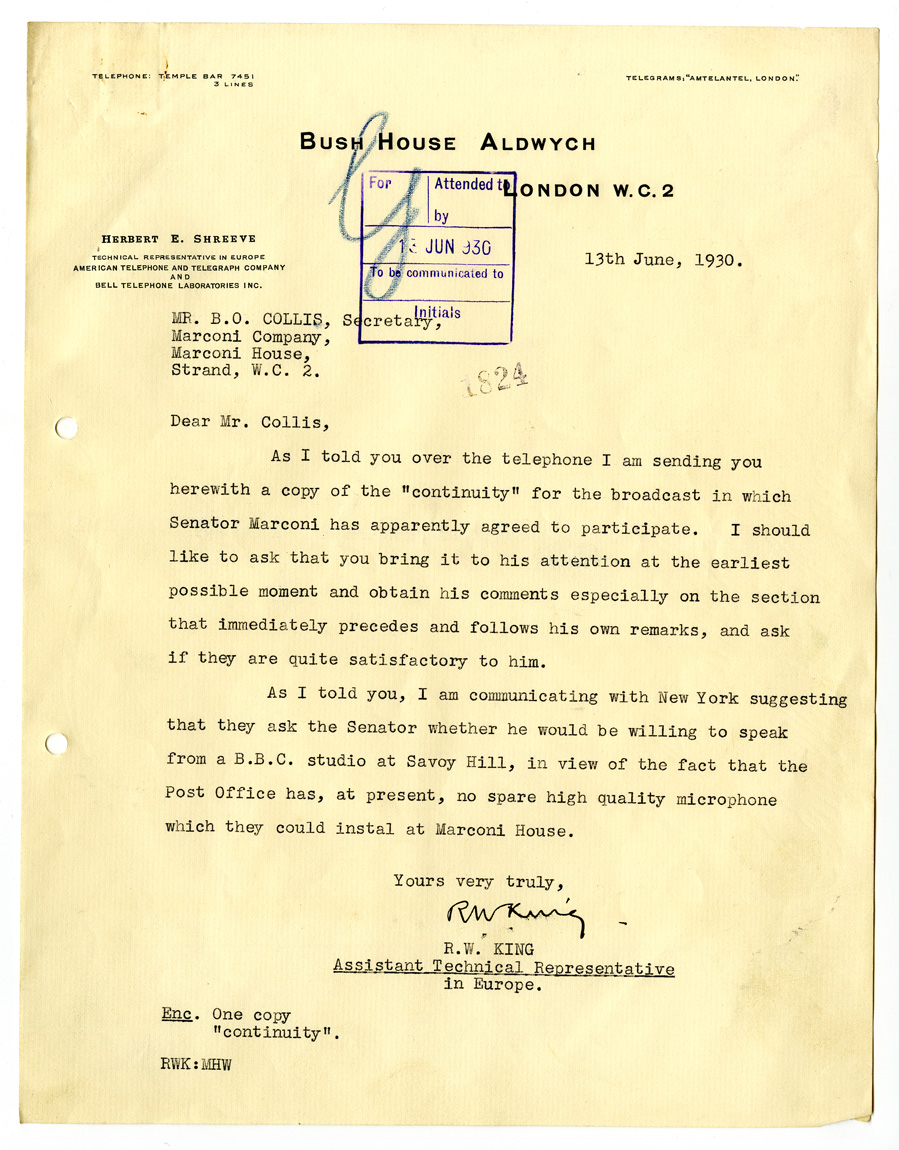 TELEPHONE: TEMPLE BAR 7451
3 LINES
TELEGRAMS: "AMTELANTEL, LONDON."
BUSH HOUSE ALDWYCH
LONDON W.C.2
For
Attended to
by
13 JUN 930
To be communicated to
Initials
HERBERT E. SHREEVE
TECHNICAL REPRESENTATIVE IN EUROPE
AMERICAN TELEPHONE AND TELEGRAPH COMPANY
AND
BELL TELEPHONE LABORATORIES INC.
13th June, 1930.
MR. B.O. COLLIS, Secretary,
Marconi Company,
Marconi House,
Strand, W.C. 2.
1824
Dear Mr. Collis,
As I told you over the telephone I am sending you
herewith a copy of the "continuity" for the broadcast in which
Senator Marconi has apparently agreed to participate. I should
like to ask that you bring it to his attention at the earliest
possible moment and obtain his comments especially on the section
that immediately precedes and follows his own remarks, and ask
if they are quite satisfactory to him.
As I told you, I am communicating with New York suggesting
that they ask the Senator whether he would be willing to speak
from a B.B.C. studio at Savoy Hill, in view of the fact that the
Post Office has, at present, no spare high quality microphone
which they could instal at Marconi House.
Yours very truly,
RW King
R.W. KING
Assistant Technical Representative
in Europe.
Enc. One copy
"continuity".
RWK:MHW